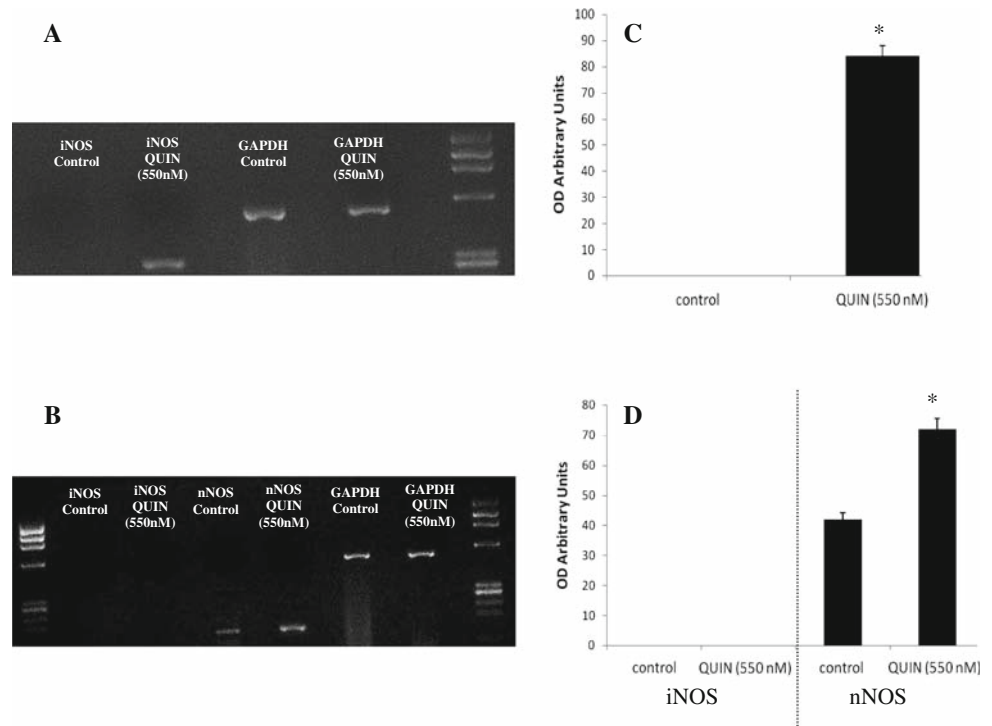 A
iNOS
Control
iNOS
QUIN
(550nM)
GAPDH
Control
GAPDH
QUIN
(550nM)
C
*
OD Arbitrary Units
100
90
80
70
60
50
40
30
20
10
0
control
QUIN (550 nM)
B
iNOS
Control
iNOS
QUIN
(550nM)
nNOS
Control
nNOS
QUIN
(550nM)
GAPDH
Control
GAPDH
QUIN
(550nM)
D
*
OD Arbitrary Units
80
70
60
50
40
30
20
10
0
control
QUIN (550 nM)
control
QUIN (550 nM)
iNOS
nNOS